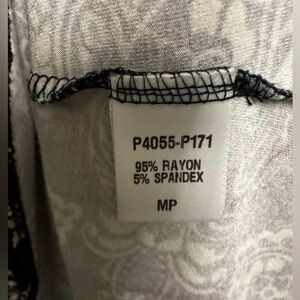 P4055-P171
95% RAYON
5% SPANDEX
MP